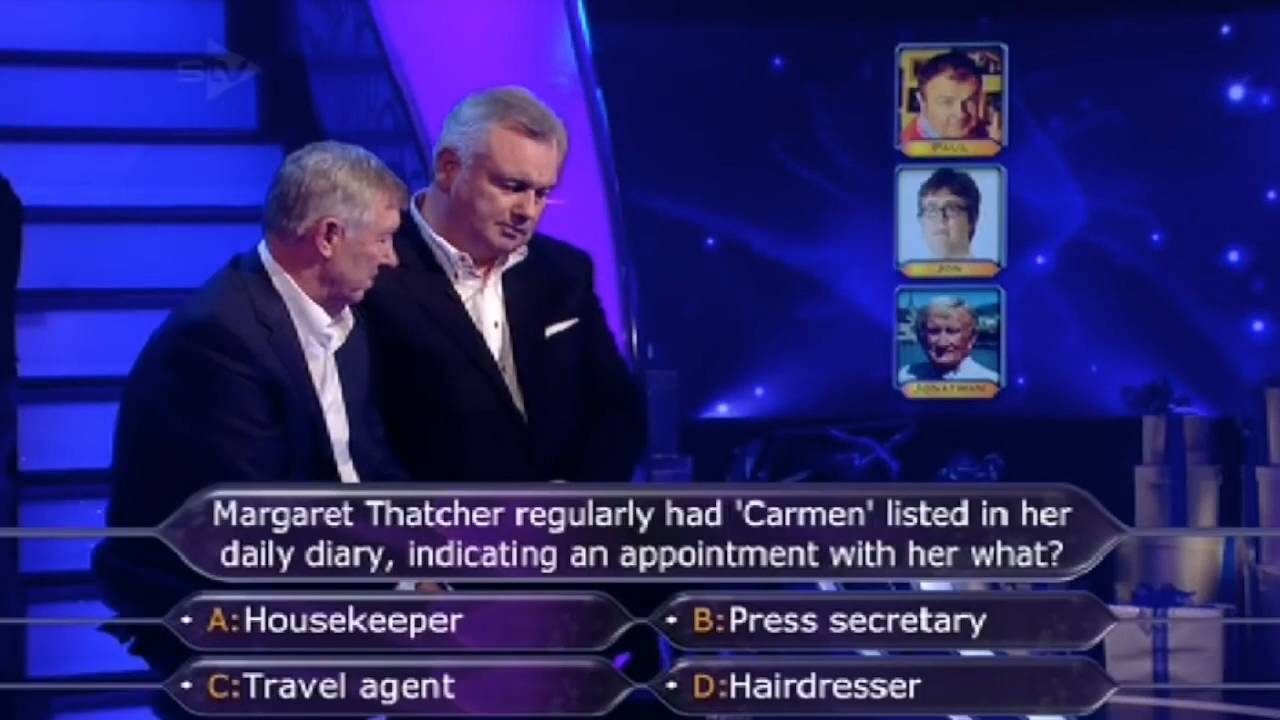 stv
PAUL
JON
JONATHAN
Margaret Thatcher regularly had 'Carmen' listed in her
daily diary, indicating an appointment with her what?
A:Housekeeper
B:Press secretary
C:Travel agent
D:Hairdresser